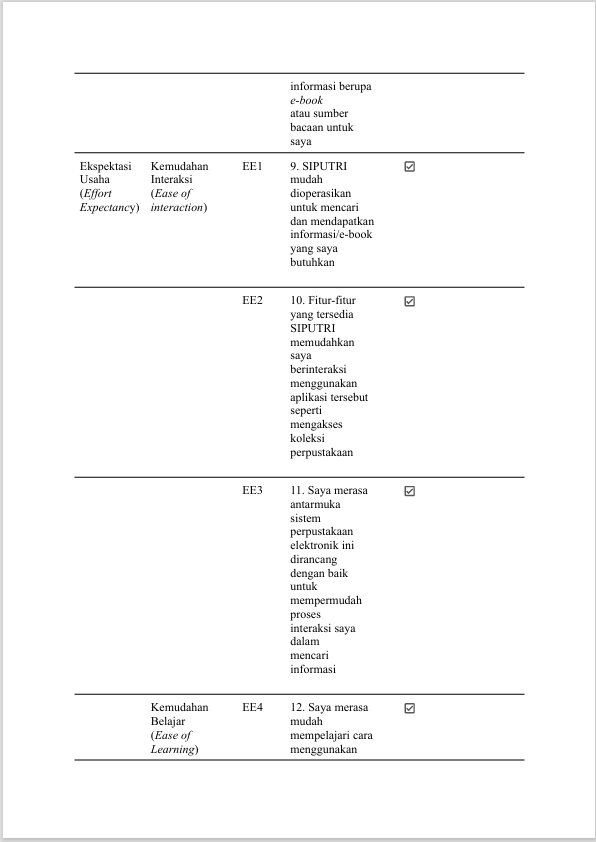 informasi berupa
e-book
atau sumber
bacaan untuk
saya
Ekspektasi
Usaha
(Effort
Expectancy)
Kemudahan
Interaksi
(Ease of
interaction)
EE1
9. SIPUTRI
mudah
dioperasikan
untuk mencari
dan mendapatkan
informasi/e-book
yang saya
butuhkan
EE2
10. Fitur-fitur
yang tersedia
SIPUTRI
memudahkan
saya
berinteraksi
menggunakan
aplikasi tersebut
seperti
mengakses
koleksi
perpustakaan
EE3
11. Saya merasa
antarmuka
sistem
perpustakaan
elektronik ini
dirancang
dengan baik
untuk
mempermudah
proses
interaksi saya
dalam
mencari
informasi
Kemudahan
Belajar
(Ease of
Learning)
EE4
12. Saya merasa
mudah
mempelajari cara
menggunakan